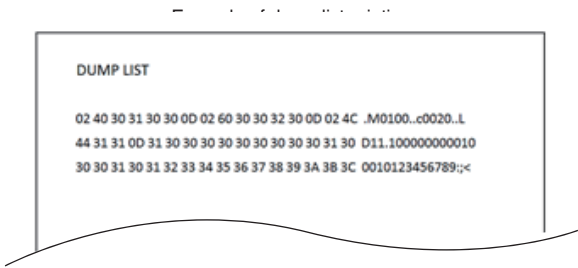 DUMP LIST
02 40 30 31 30 30 0D 02 60 30 30 32 30 0D 02 4C .M0100..c0020..L
44 31 31 0D 31 30 30 30 30 30 30 30 30 30 31 30 D11.100000000010
30 30 31 30 31 32 33 34 35 36 37 38 39 3A 3B 3C 0010123456789:;<